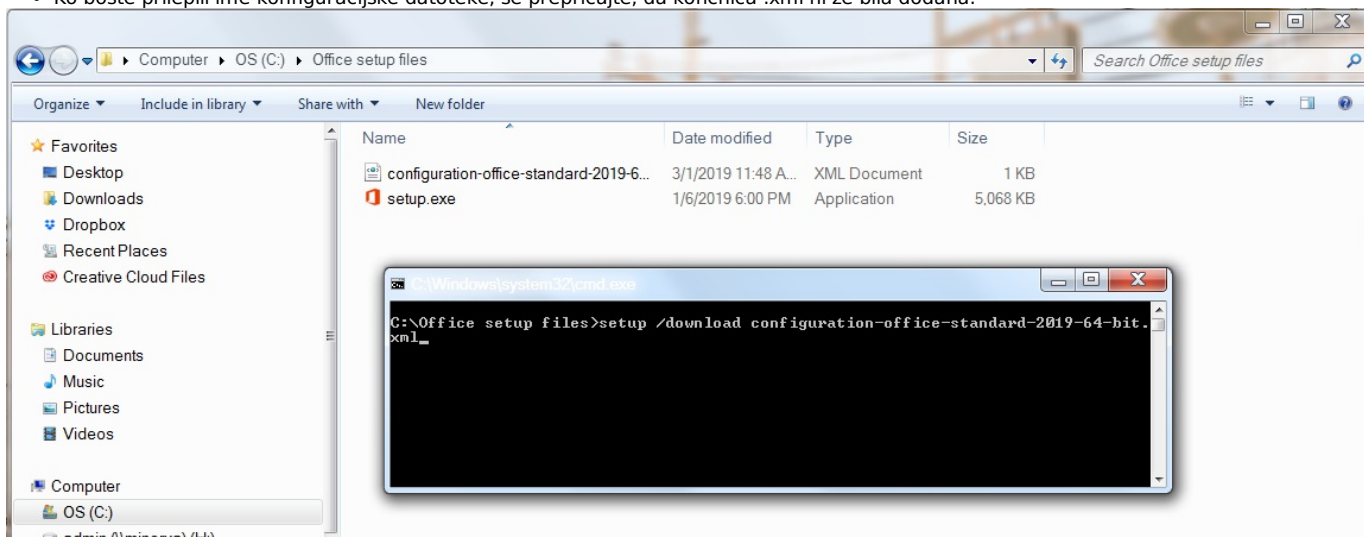 • Ko boste prilepili ime konfiguracijske datoteke, se prepričajte, da končnica .xml ni že bila dodana.
Computer ▸ OS (C:) ▸ Office setup files
Search Office setup files
Organize Include in library Share with New folder
Favorites
Desktop
Downloads
Dropbox
Recent Places
Creative Cloud Files
Libraries
Documents
Music
Pictures
Videos
Computer
OS (C:)
Name Date modified Type Size
configuration-office-standard-2019-6... 3/1/2019 11:48 A... XML Document 1 KB
setup.exe 1/6/2019 6:00 PM Application 5,068 KB
C:\Windows\system32\cmd.exe
C:\Office setup files>setup /download configuration-office-standard-2019-64-bit.
xml_